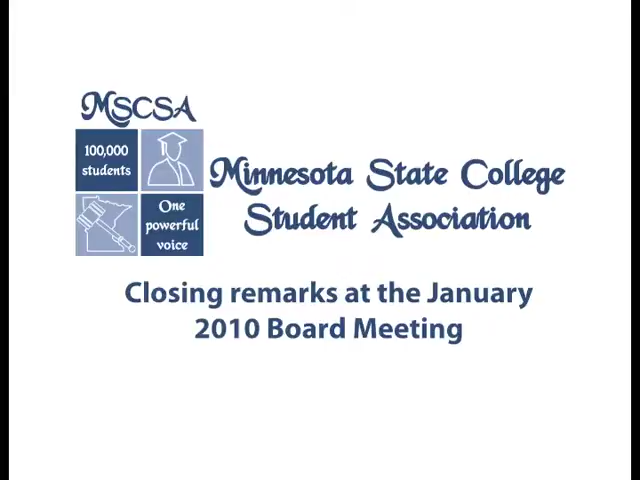 MSCSA
100,000
students
One
powerful
voice
Minnesota State College
Student Association
Closing remarks at the January
2010 Board Meeting